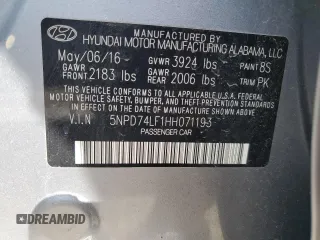 HYUNDAI MOTOR MANUFACTURING ALABAMA, LLC
May/06/16 GVWR 3924 lbs PAINT 8S
GAWR FRONT 2183 lbs GAWR REAR 2006 lbs TRIM PK
THIS VEHICLE CONFORMS TO ALL APPLICABLE U.S.A. FEDERAL
MOTOR VEHICLE SAFETY, BUMPER, AND THEFT PREVENTION
STANDARDS IN EFFECT ON THE DATE OF MANUFACTURE
SHOWN ABOVE.
V.I.N 5NPD74LF1HH071193
PASSENGER CAR
DREAMBID